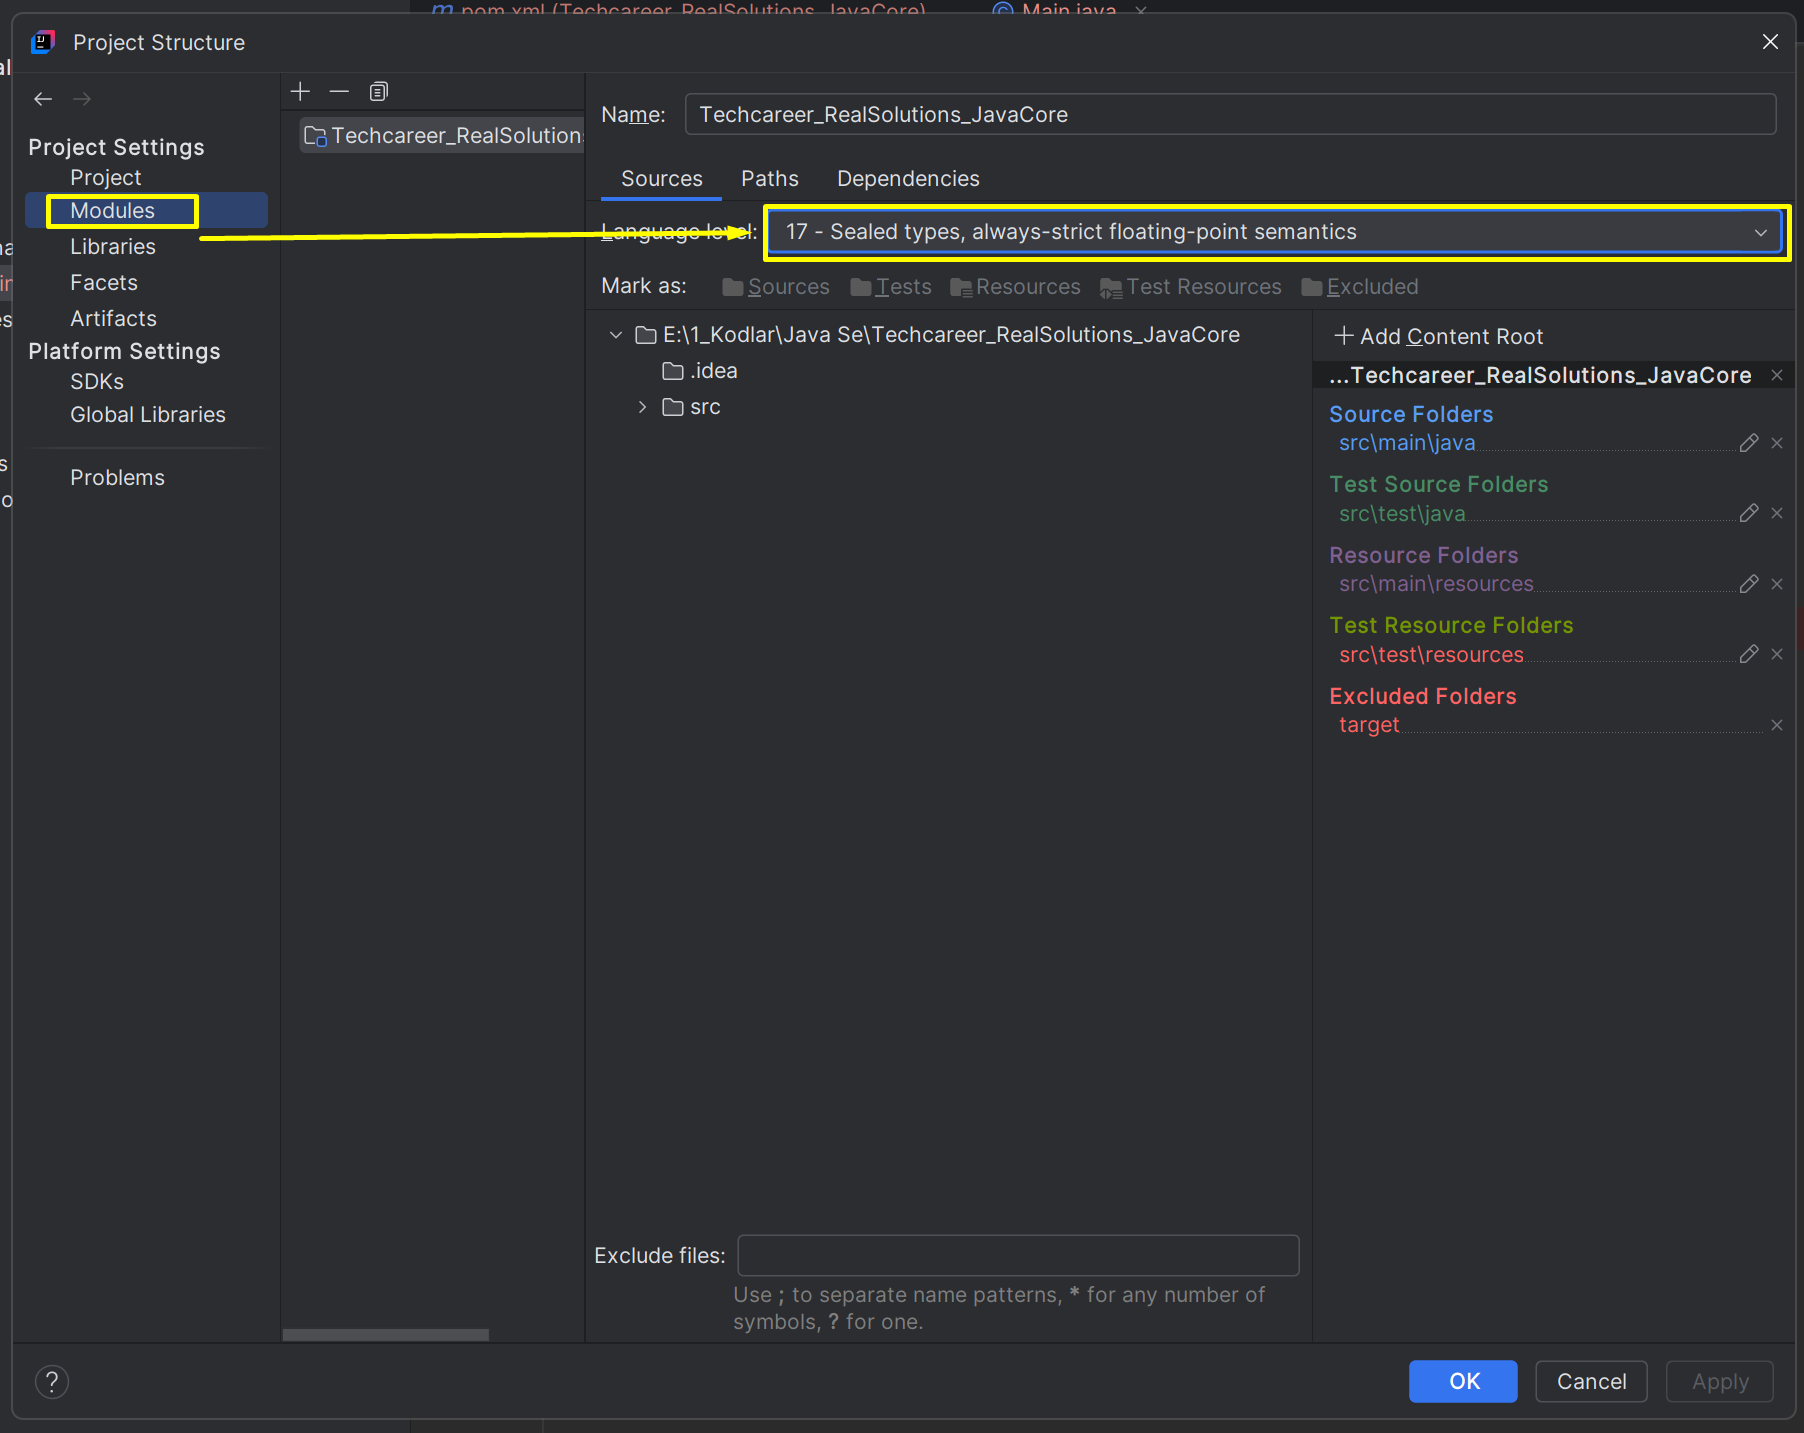 pom.xml (Techcareer_RealSolutions_JavaCore)
Main.java
Project Structure
Project Settings
Project
Modules
Libraries
Facets
Artifacts
Platform Settings
SDKs
Global Libraries
Problems
Techcareer_RealSolution
Name: Techcareer_RealSolutions_JavaCore
Sources Paths Dependencies
Language level: 17 - Sealed types, always-strict floating-point semantics
Mark as: Sources Tests Resources Test Resources Excluded
E:\1_Kodlar\Java Se\Techcareer_RealSolutions_JavaCore
.idea
src
Add Content Root
...Techcareer_RealSolutions_JavaCore
Source Folders
src\main\java
Test Source Folders
src\test\java
Resource Folders
src\main\resources
Test Resource Folders
src\test\resources
Excluded Folders
target
Exclude files:
Use ; to separate name patterns, * for any number of
symbols, ? for one.
?
OK Cancel Apply